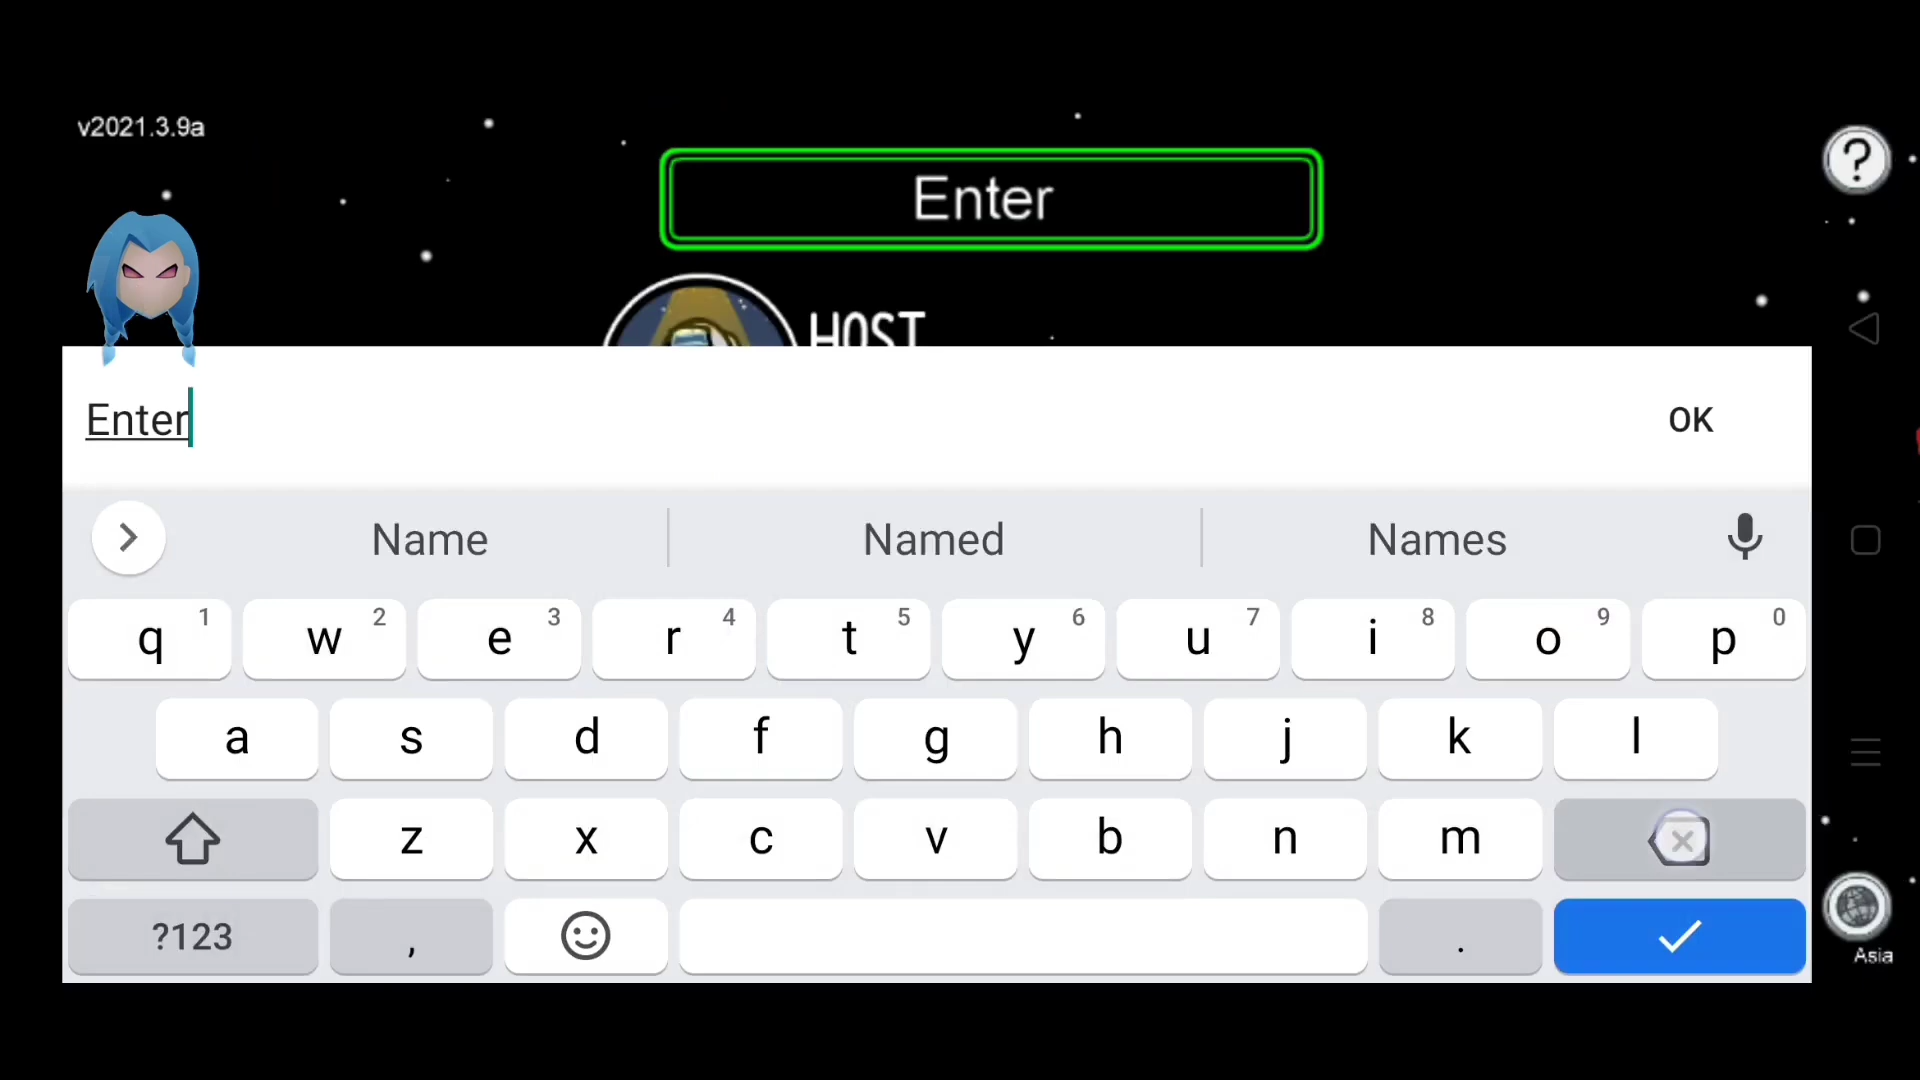 v2021.3.9a
Enter
HOST
Enter
OK
Name Named Names
q 1 w 2 e 3 r 4 t 5 y 6 u 7 i 8 o 9 p 0
a s d f g h j k l
z x c v b n m
?123 , .
Asia